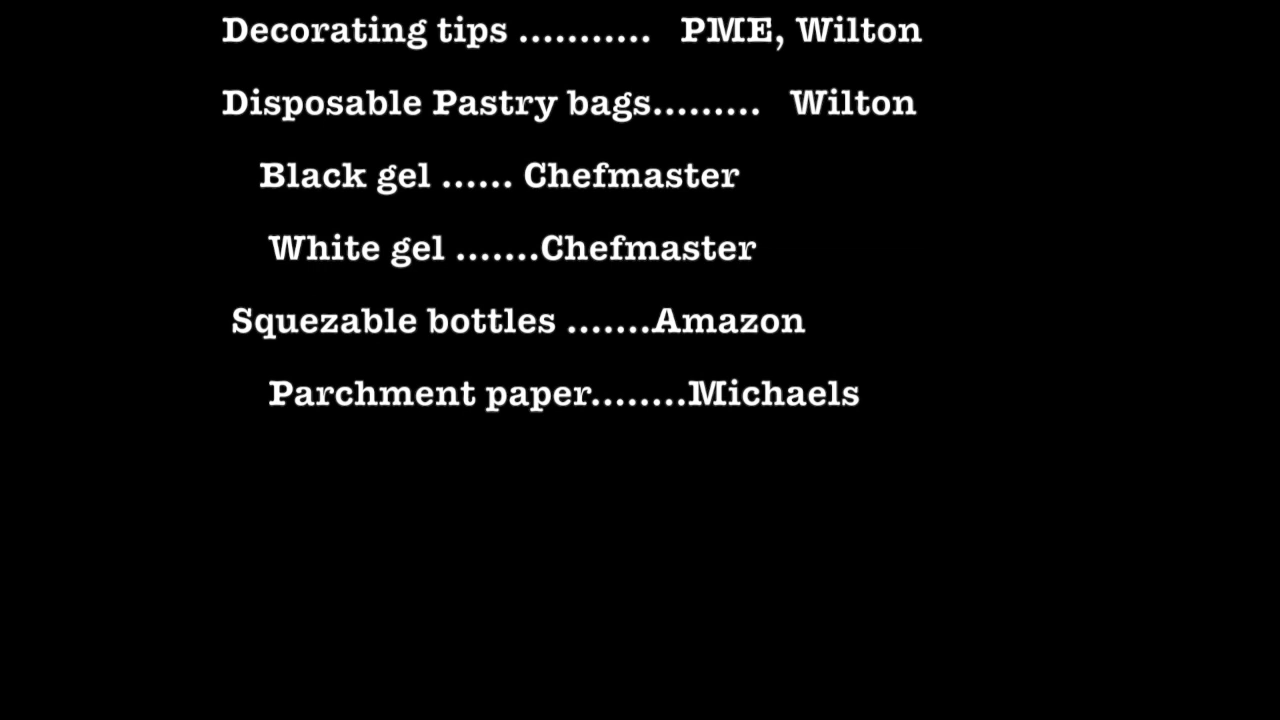 Decorating tips ........... PME, Wilton
Disposable Pastry bags......... Wilton
Black gel ...... Chefmaster
White gel .......Chefmaster
Squezable bottles .......Amazon
Parchment paper........Michaels